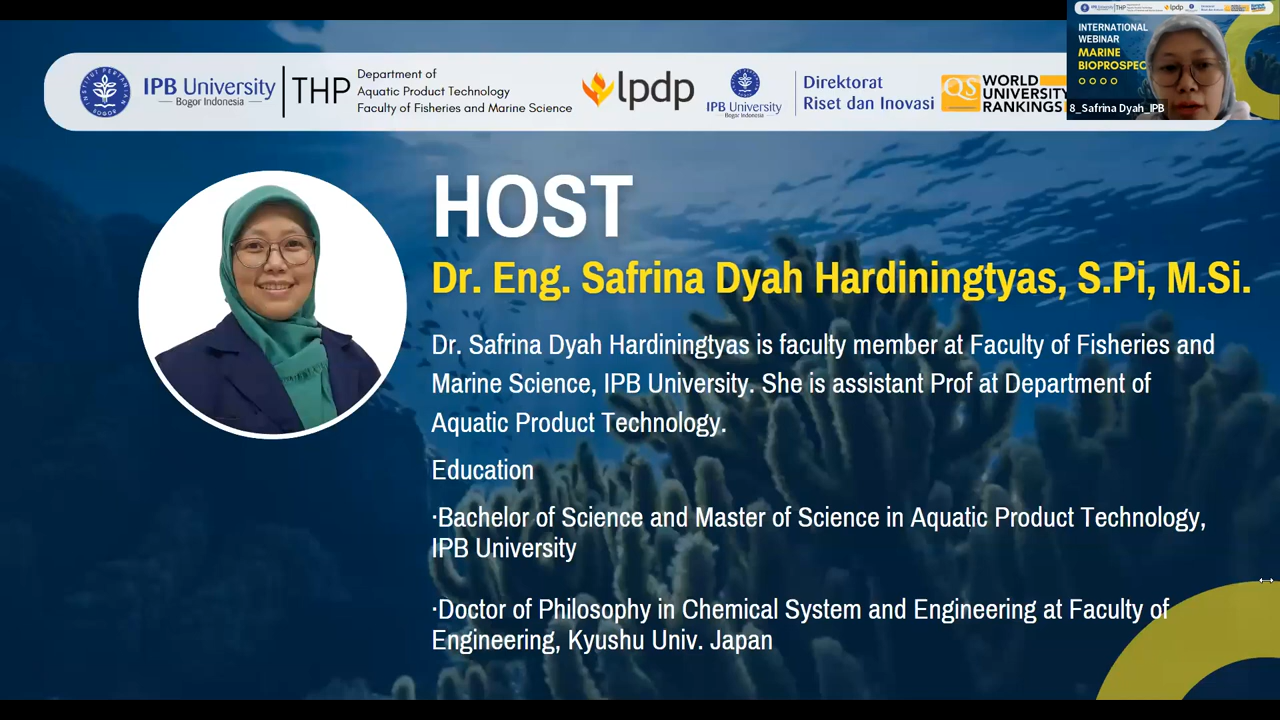 IPB University
Bogor Indonesia
THP
Department of
Aquatic Product Technology
Faculty of Fisheries and Marine Science
lpdp
IPB University
Bogor Indonesia
Direktorat
Riset dan Inovasi
QS
WORLD
UNIVERSITY
RANKINGS
INTERNATIONAL
WEBINAR
MARINE
BIOPROSPEC
8_Safrina Dyah_IPB
HOST
Dr. Eng. Safrina Dyah Hardiningtyas, S.Pi, M.Si.
Dr. Safrina Dyah Hardiningtyas is faculty member at Faculty of Fisheries and
Marine Science, IPB University. She is assistant Prof at Department of
Aquatic Product Technology.
Education
·Bachelor of Science and Master of Science in Aquatic Product Technology,
IPB University
·Doctor of Philosophy in Chemical System and Engineering at Faculty of
Engineering, Kyushu Univ. Japan